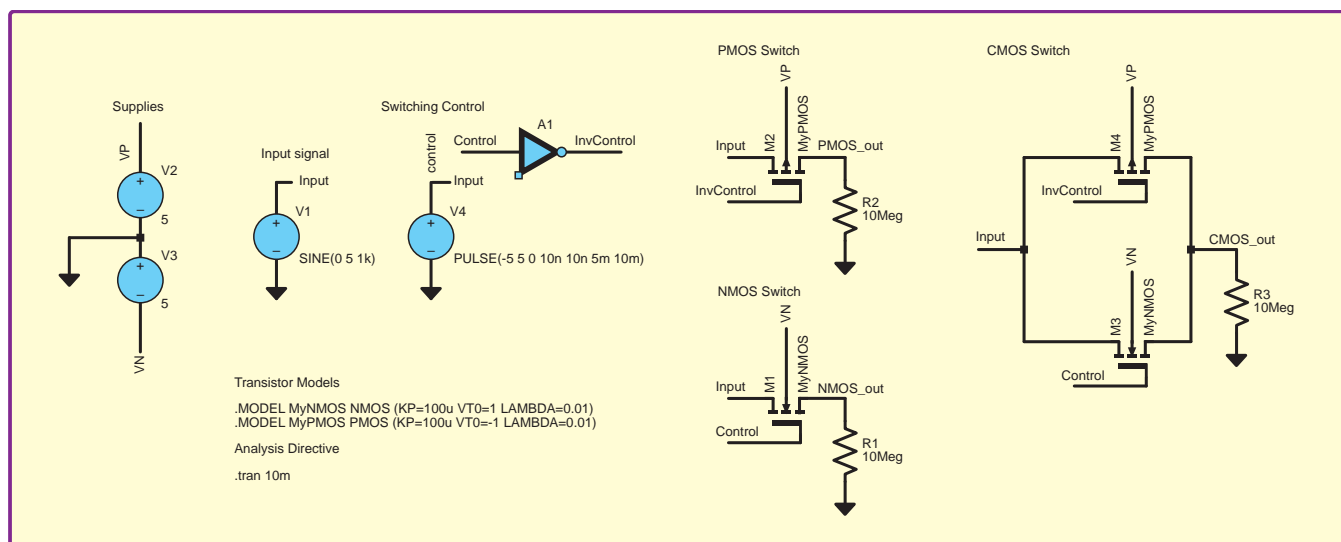 PMOS Switch
CMOS Switch
Supplies
VP
V2
+
–
5
V3
+
–
5
VN
Input signal
Input
V1
+
–
SINE(0 5 1k)
Switching Control
control
Input
V4
+
–
PULSE(-5 5 0 10n 10n 5m 10m)
Control
A1
InvControl
VP
M2
MyPMOS
Input
PMOS_out
InvControl
R2
10Meg
NMOS Switch
VN
M1
MyNMOS
Input
NMOS_out
Control
R1
10Meg
VP
M4
MyPMOS
InvControl
Input
CMOS_out
VN
M3
MyNMOS
R3
10Meg
Control
Transistor Models
.MODEL MyNMOS NMOS (KP=100u VT0=1 LAMBDA=0.01)
.MODEL MyPMOS PMOS (KP=100u VT0=-1 LAMBDA=0.01)
Analysis Directive
.tran 10m